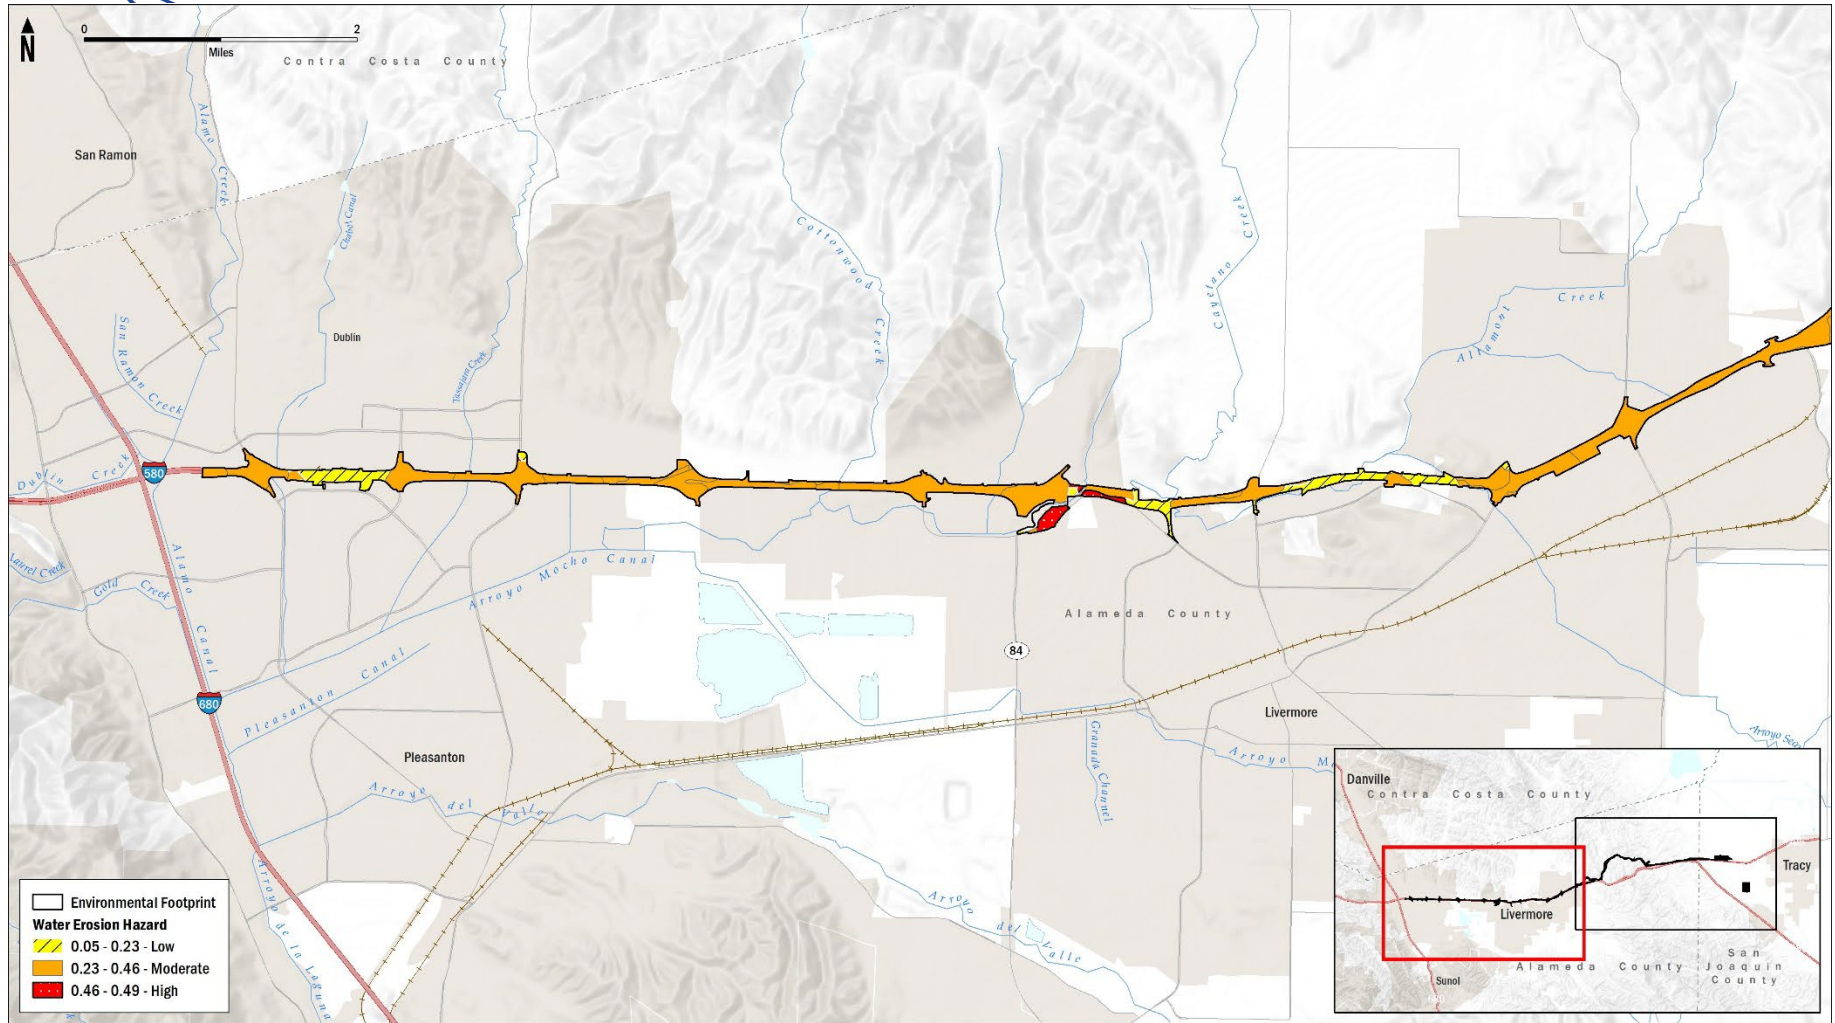 N
0 2
Miles
Contra Costa County
San Ramon
Alamo Creek
Chabot Canal
Cottonwood Creek
Cayetano Creek
Altamont Creek
San Ramon Creek
Dublin
Tassajara Creek
Dublin Creek
580
Laurel Creek
Gold Creek
Alamo Canal
Arroyo Mocho Canal
Alameda County
84
680
Pleasanton Canal
Livermore
Pleasanton
Granada Channel
Arroyo
Arroyo
Arroyo del Valle
Arroyo de la Laguna
Arroyo del Valle
Environmental Footprint
Water Erosion Hazard
0.05 - 0.23 - Low
0.23 - 0.46 - Moderate
0.46 - 0.49 - High
Danville
Contra Costa County
Tracy
Livermore
Alameda County
San
Joaquin
County
Sunol